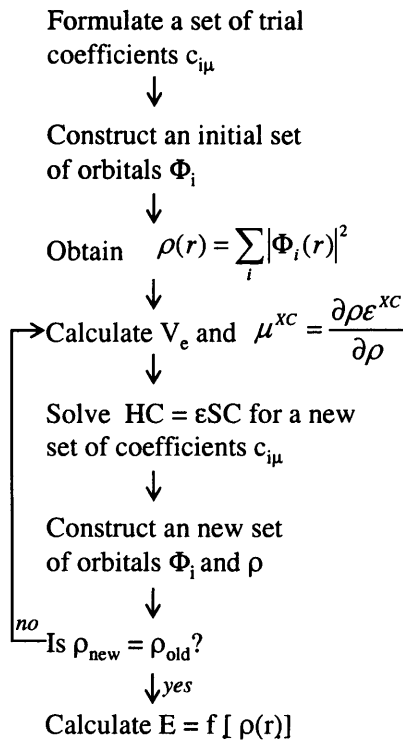 Formulate a set of trial
coefficients c_iμ
Construct an initial set
of orbitals Φ_i
Obtain ρ(r) = ∑_i |Φ_i(r)|²
Calculate V_e and μ^XC = ∂ρε^XC / ∂ρ
Solve HC = εSC for a new
set of coefficients c_iμ
Construct an new set
of orbitals Φ_i and ρ
no
Is ρ_new = ρ_old?
yes
Calculate E = f [ ρ(r)]